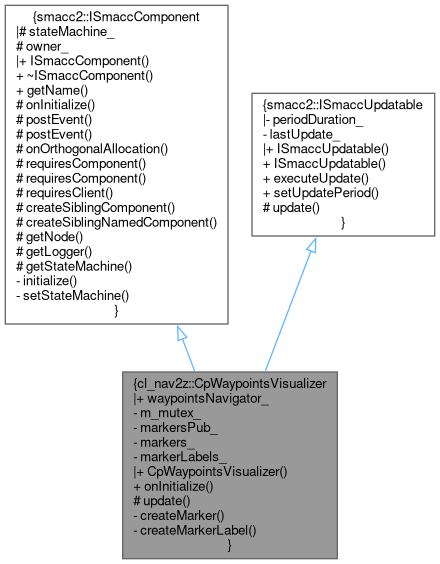 {smacc2::ISmaccComponent
|# stateMachine_
# owner_
|+ ISmaccComponent()
+ ~ISmaccComponent()
+ getName()
# onInitialize()
# postEvent()
# postEvent()
# onOrthogonalAllocation()
# requiresComponent()
# requiresComponent()
# requiresClient()
# createSiblingComponent()
# createSiblingNamedComponent()
# getNode()
# getLogger()
# getStateMachine()
- initialize()
- setStateMachine()
}
{smacc2::ISmaccUpdatable
|- periodDuration_
- lastUpdate_
|+ ISmaccUpdatable()
+ ISmaccUpdatable()
+ executeUpdate()
+ setUpdatePeriod()
# update()
}
{cl_nav2z::CpWaypointsVisualizer
|+ waypointsNavigator_
- m_mutex_
- markersPub_
- markers_
- markerLabels_
|+ CpWaypointsVisualizer()
+ onInitialize()
# update()
- createMarker()
- createMarkerLabel()
}